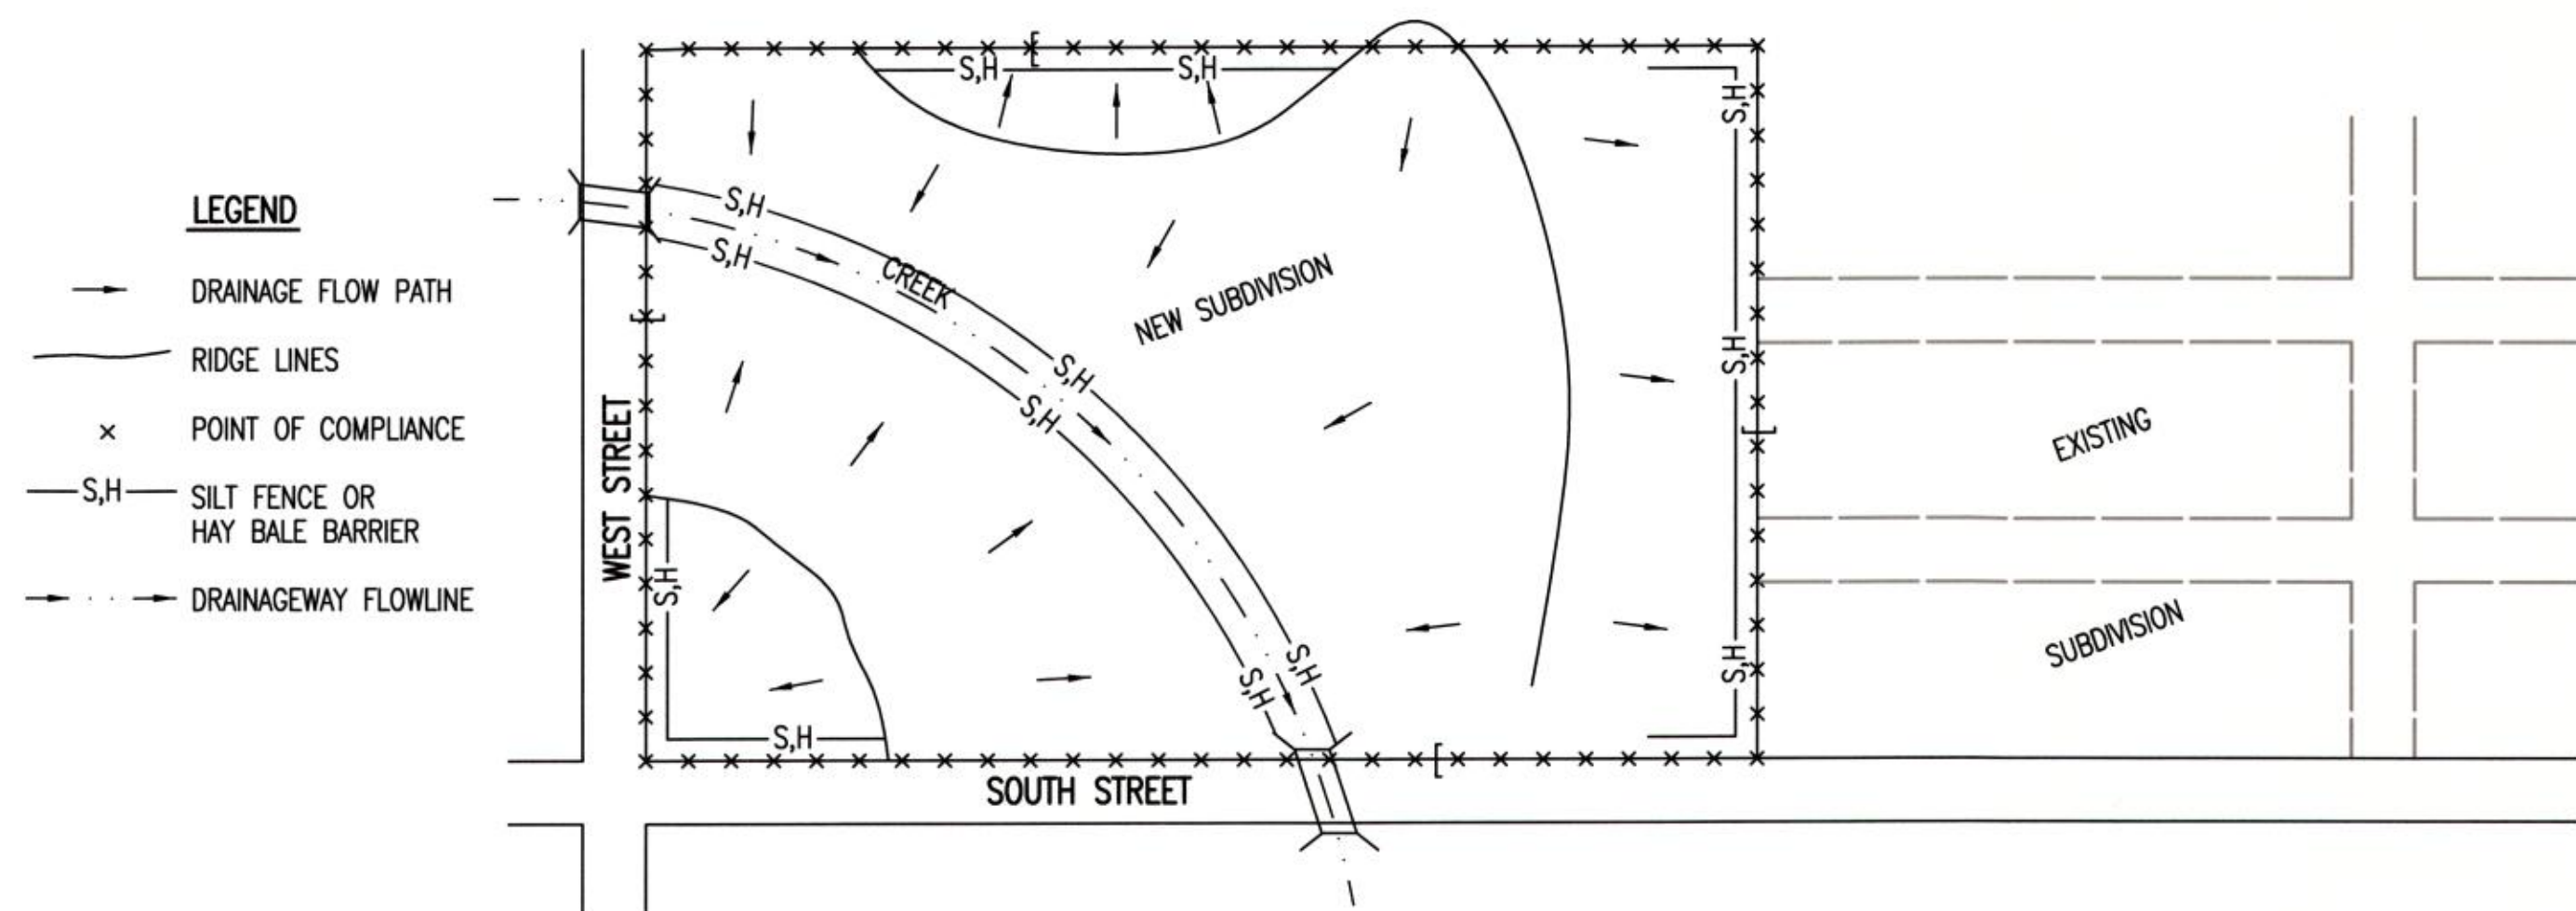 LEGEND
DRAINAGE FLOW PATH
RIDGE LINES
POINT OF COMPLIANCE
S,H
SILT FENCE OR
HAY BALE BARRIER
DRAINAGEWAY FLOWLINE
S,H
S,H
S,H
S,H
S,H
CREEK
NEW SUBDIVISION
S,H
S,H
S,H
WEST STREET
EXISTING
S,H
SUBDIVISION
S,H
S,H
S,H
S,H
SOUTH STREET